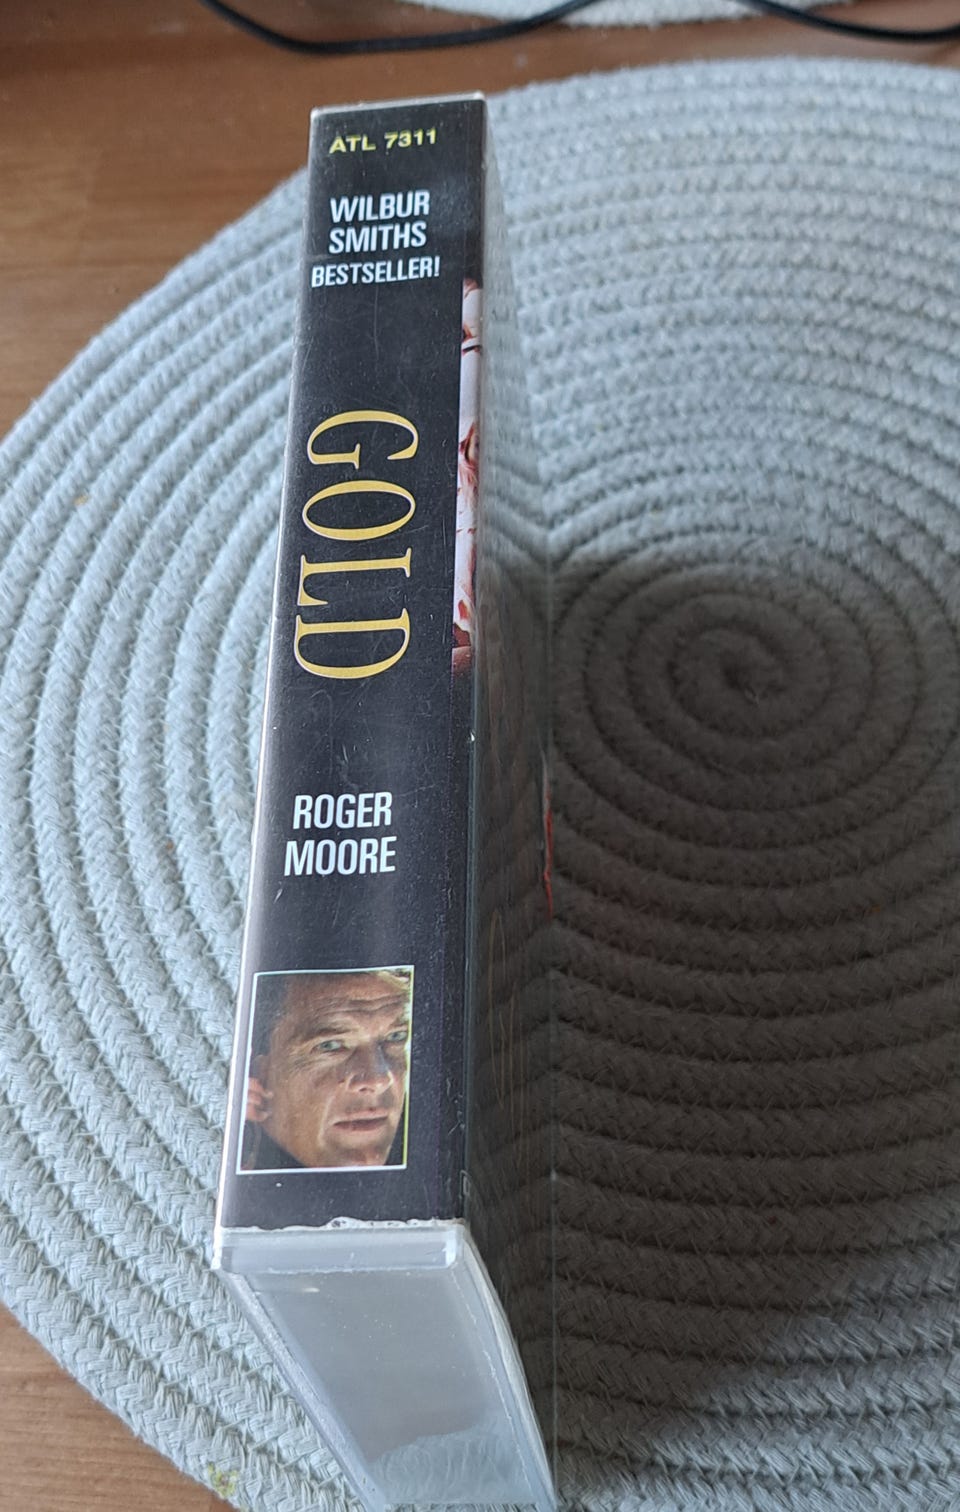 ATL 7311
WILBUR
SMITHS
BESTSELLER!
GOLD
ROGER
MOORE